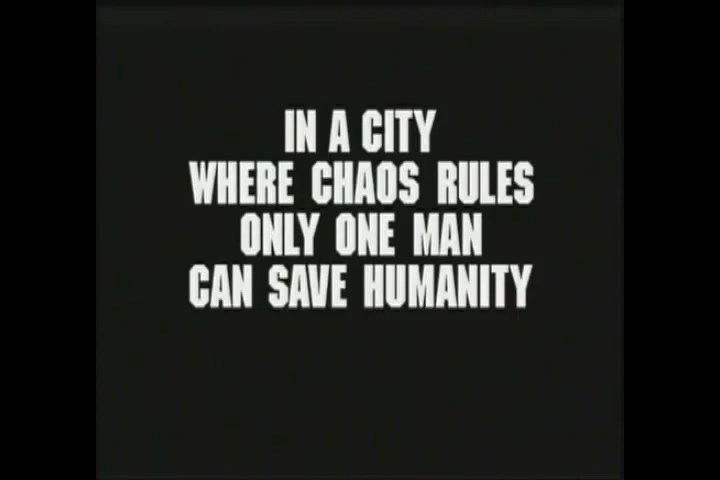 IN A CITY
WHERE CHAOS RULES
ONLY ONE MAN
CAN SAVE HUMANITY